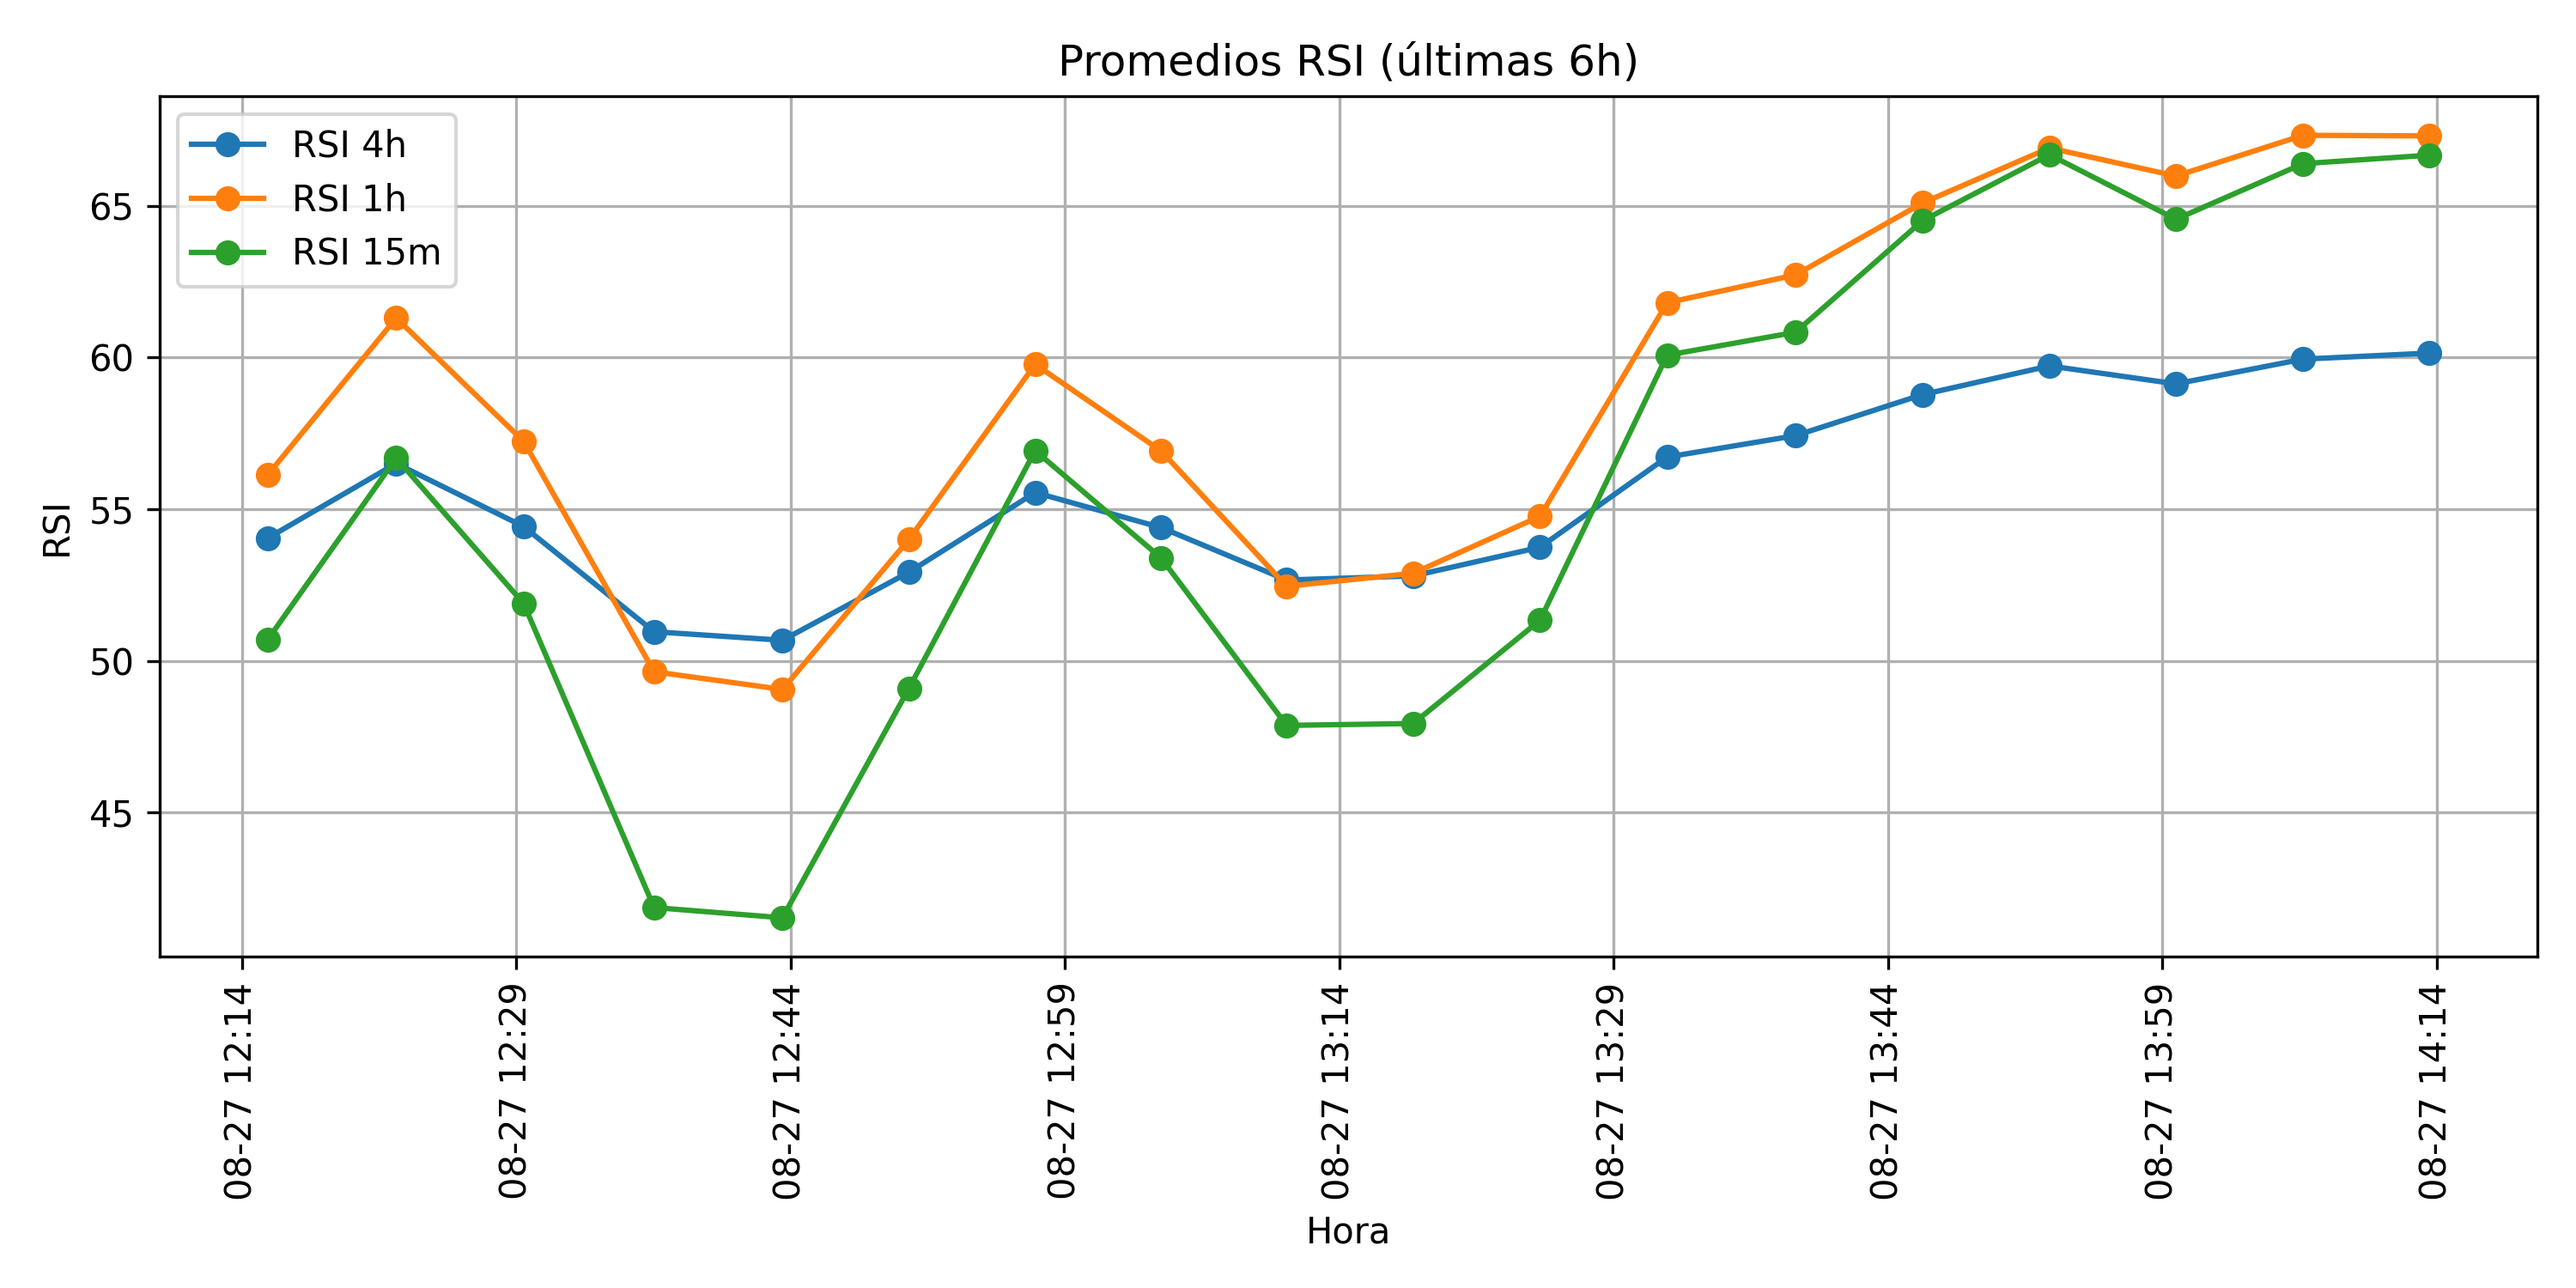 Promedios RSI (últimas 6h)
RSI 4h
RSI 1h
RSI 15m
RSI
65
60
55
50
45
08-27 12:14
08-27 12:29
08-27 12:44
08-27 12:59
08-27 13:14
08-27 13:29
08-27 13:44
08-27 13:59
08-27 14:14
Hora